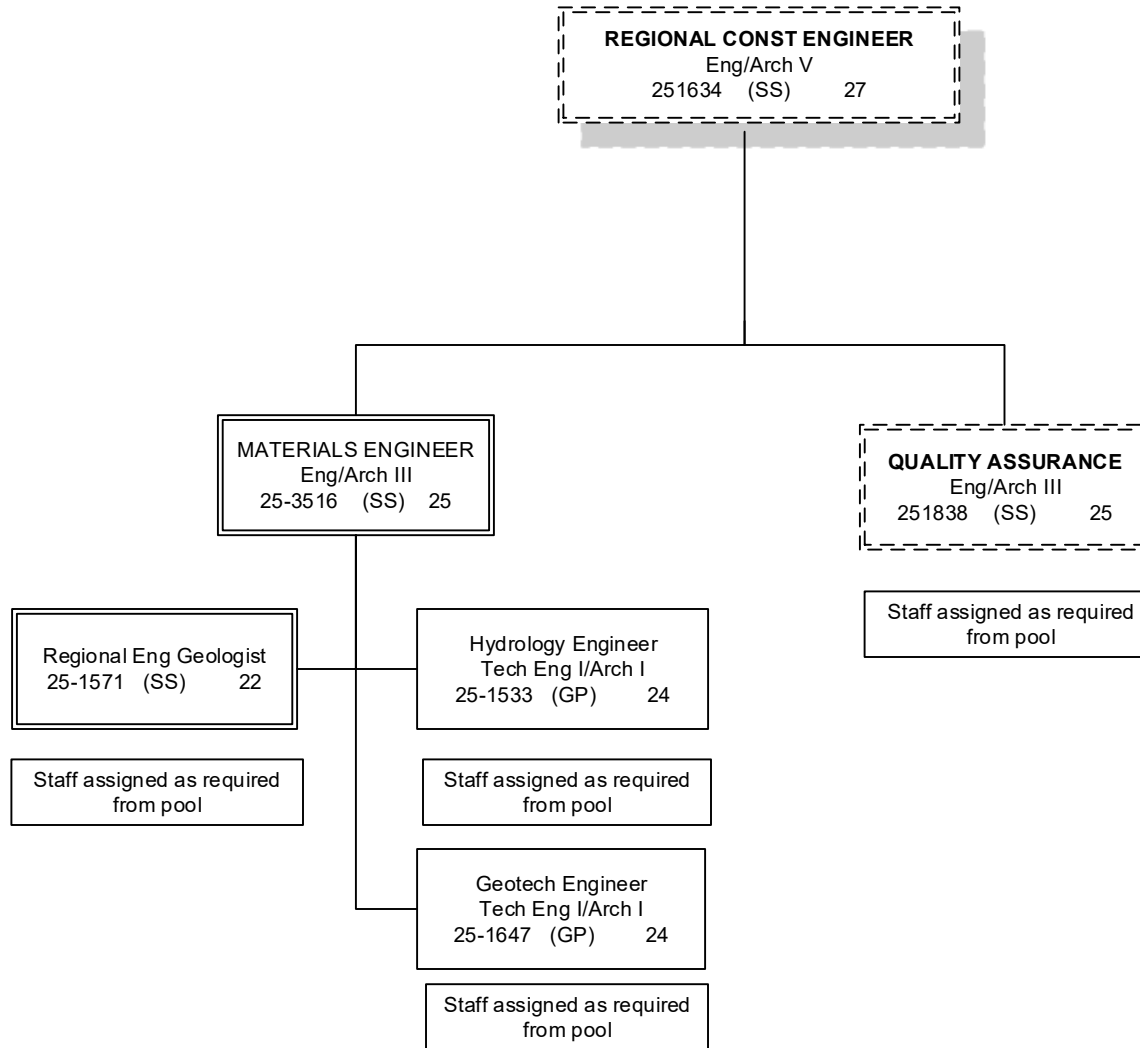 REGIONAL CONST ENGINEER
Eng/Arch V
251634 (SS) 27
MATERIALS ENGINEER
Eng/Arch III
25-3516 (SS) 25
QUALITY ASSURANCE
Eng/Arch III
251838 (SS) 25
Staff assigned as required
from pool
Regional Eng Geologist
25-1571 (SS) 22
Staff assigned as required
from pool
Hydrology Engineer
Tech Eng I/Arch I
25-1533 (GP) 24
Staff assigned as required
from pool
Geotech Engineer
Tech Eng I/Arch I
25-1647 (GP) 24
Staff assigned as required
from pool